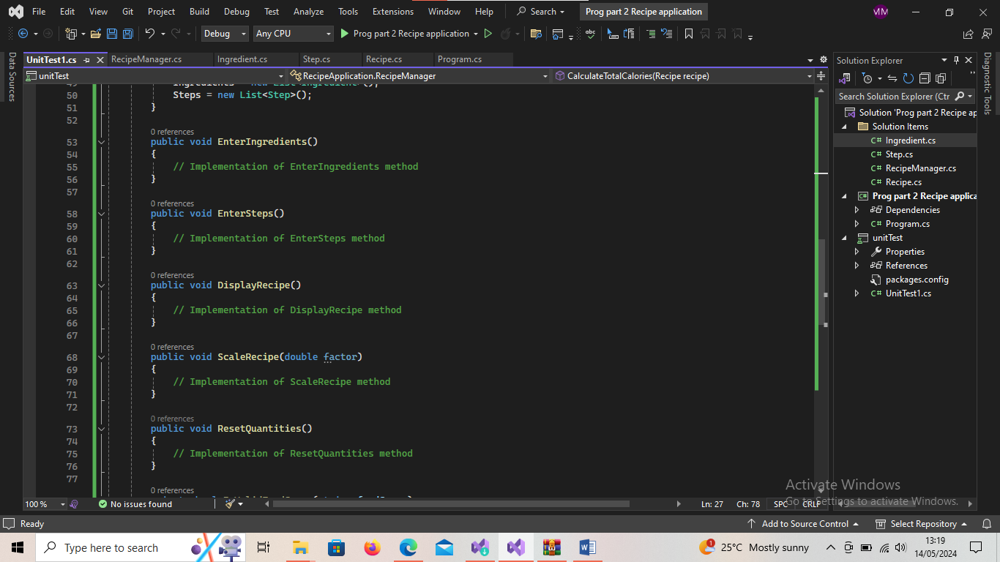 File Edit View Git Project Build Debug Test Analyze Tools Extensions Window Help Search Prog part 2 Recipe application MM
Debug Any CPU Prog part 2 Recipe application
UnitTest1.cs RecipeManager.cs Ingredient.cs Step.cs Recipe.cs Program.cs
unitTest RecipeApplication.RecipeManager CalculateTotalCalories(Recipe recipe)
Data Sources
50 Steps = new List<Step>();
51 }
52
0 references
53 public void EnterIngredients()
54 {
55 // Implementation of EnterIngredients method
56 }
57
0 references
58 public void EnterSteps()
59 {
60 // Implementation of EnterSteps method
61 }
62
0 references
63 public void DisplayRecipe()
64 {
65 // Implementation of DisplayRecipe method
66 }
67
0 references
68 public void ScaleRecipe(double factor)
69 {
70 // Implementation of ScaleRecipe method
71 }
72
0 references
73 public void ResetQuantities()
74 {
75 // Implementation of ResetQuantities method
76 }
77
0 references
100 % No issues found Ln: 27 Ch: 78 SPC CRLF
Solution Explorer
Search Solution Explorer (Ctr
Solution 'Prog part 2 Recipe ap
Solution Items
C# Ingredient.cs
C# Step.cs
C# RecipeManager.cs
C# Recipe.cs
C# Prog part 2 Recipe applica
Dependencies
C# Program.cs
unitTest
Properties
References
packages.config
C# UnitTest1.cs
Diagnostic Tools
Activate Windows
Go to Settings to activate Windows.
Ready Add to Source Control Select Repository
Type here to search 25°C Mostly sunny 13:19
14/05/2024